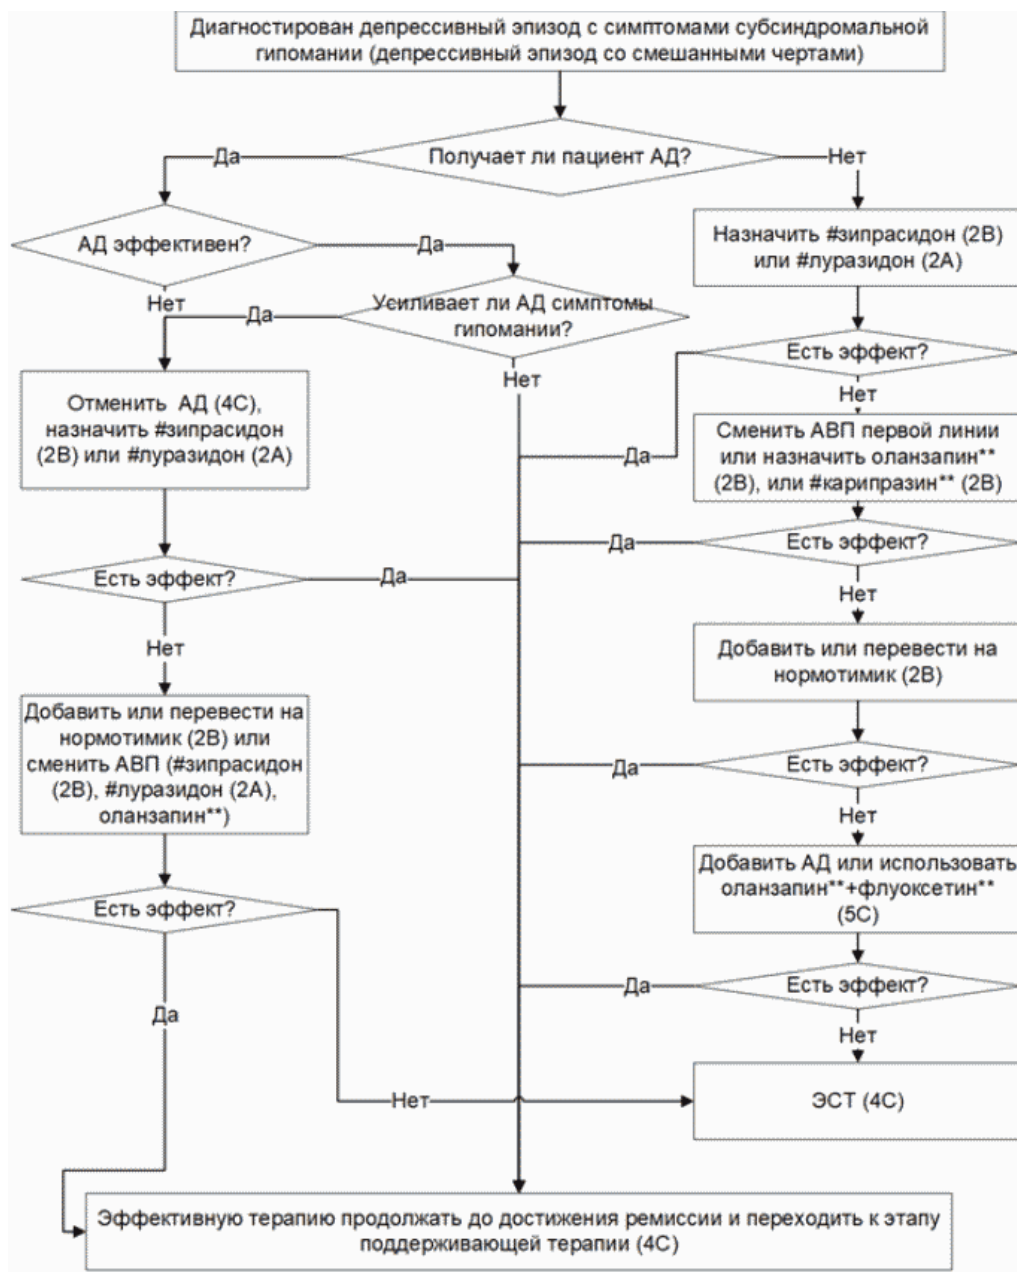 Диагностирован депрессивный эпизод с симптомами субсиндромальной
гипомании (депрессивный эпизод со смешанными чертами)
Получает ли пациент АД?
Да
Нет
АД эффективен?
Да
Нет
Усиливает ли АД симптомы
гипомании?
Да
Нет
Отменить АД (4С),
назначить #зипрасидон
(2В) или #луразидон (2А)
Есть эффект?
Да
Нет
Добавить или перевести на
нормотимик (2В) или
сменить АВП (#зипрасидон
(2В), #луразидон (2А),
оланзапин**)
Есть эффект?
Да
Нет
Назначить #зипрасидон (2В)
или #луразидон (2А)
Есть эффект?
Да
Нет
Сменить АВП первой линии
или назначить оланзапин**
(2В), или #карипразин** (2В)
Есть эффект?
Да
Нет
Добавить или перевести на
нормотимик (2В)
Есть эффект?
Да
Нет
Добавить АД или использовать
оланзапин**+флуоксетин**
(5С)
Есть эффект?
Да
Нет
ЭСТ (4С)
Эффективную терапию продолжать до достижения ремиссии и переходить к этапу
поддерживающей терапии (4С)